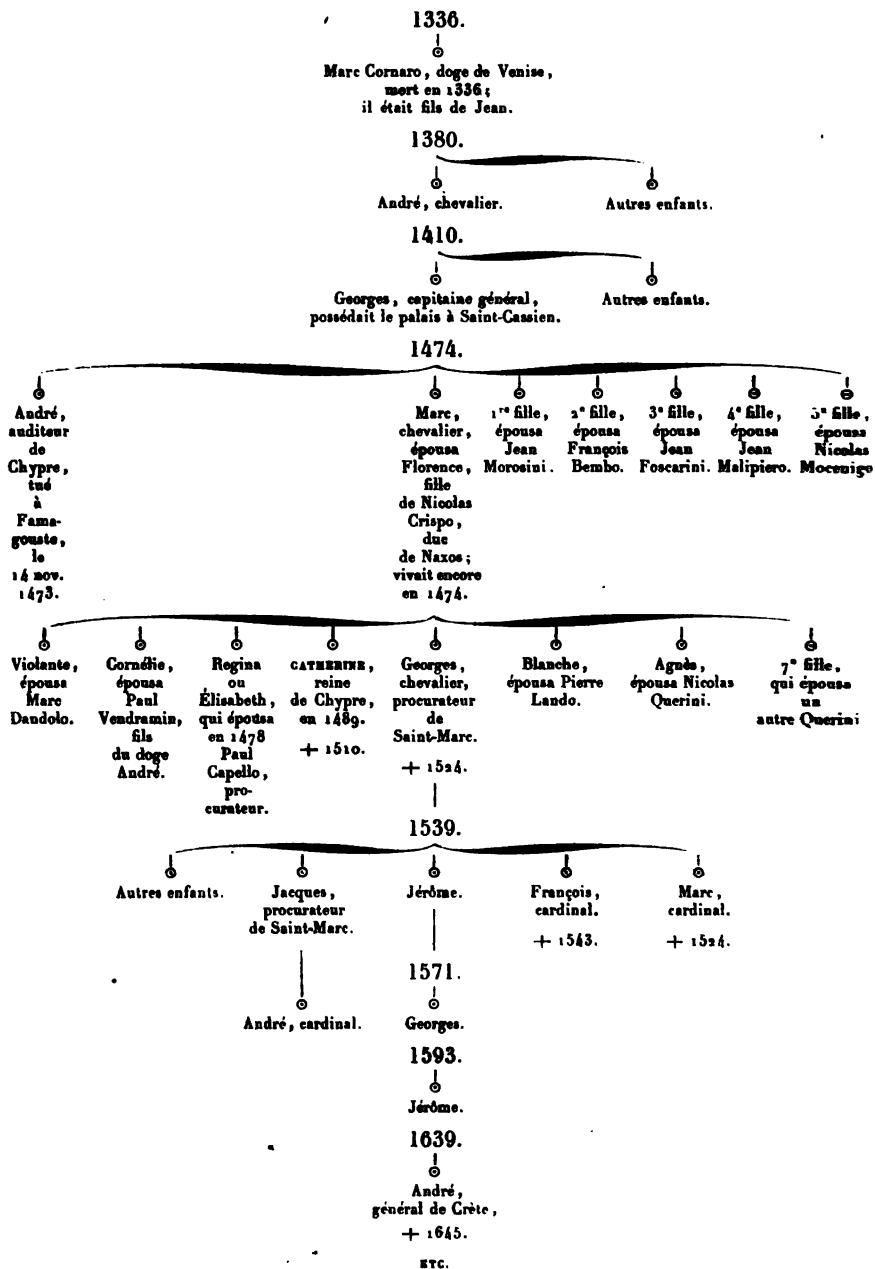 1336.
Marc Cornaro, doge de Venise,
mort en 1336;
il était fils de Jean.
1380.
André, chevalier.
Autres enfants.
1410.
Georges, capitaine général,
possédait le palais à Saint-Cassien.
Autres enfants.
1474.
André,
auditeur
de
Chypre,
tué
à
Fama-
gouste,
le
14 nov.
1473.
Marc,
chevalier,
épousa
Florence,
fille
de Nicolas
Crispo,
duc
de Naxos;
vivait encore
en 1474.
1re fille,
épousa
Jean
Morosini.
2e fille,
épousa
François
Bembo.
3e fille,
épousa
Jean
Foscarini.
4e fille,
épousa
Jean
Malipiero.
5e fille,
épousa
Nicolas
Mocenigo
Violante,
épousa
Marc
Dandolo.
Cornélie,
épousa
Paul
Vendramin,
fils
du doge
André.
Regina
ou
Élisabeth,
qui épousa
en 1478
Paul
Capello,
pro-
curateur.
CATHERINE,
reine
de Chypre,
en 1489.
+ 1510.
Georges,
chevalier,
procurateur
de
Saint-Marc.
+ 1524.
Blanche,
épousa Pierre
Lando.
Agnès,
épousa Nicolas
Querini.
7e fille,
qui épousa
un
autre Querini
1539.
Autres enfants.
Jacques,
procurateur
de Saint-Marc.
Jérôme.
François,
cardinal.
+ 1543.
Marc,
cardinal.
+ 1524.
1571.
André, cardinal.
Georges.
1593.
Jérôme.
1639.
André,
général de Crète,
+ 1645.
ETC.